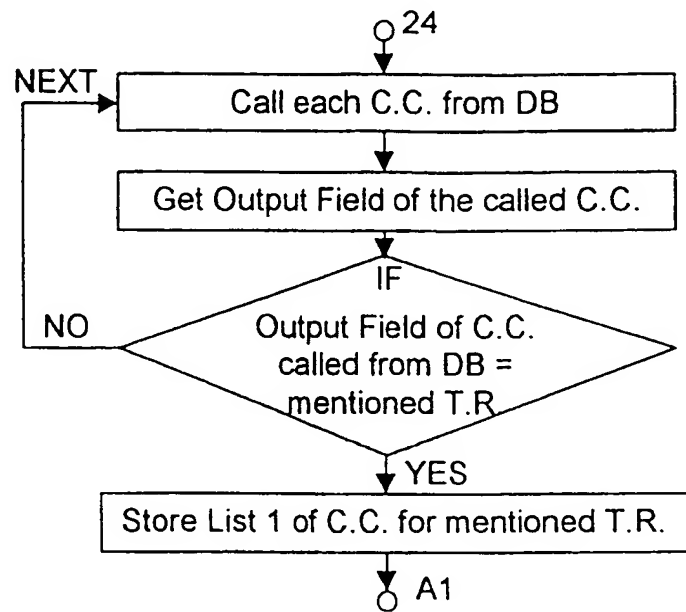 24
NEXT
Call each C.C. from DB
Get Output Field of the called C.C.
IF
NO
Output Field of C.C.
called from DB =
mentioned T.R
YES
Store List 1 of C.C. for mentioned T.R.
A1